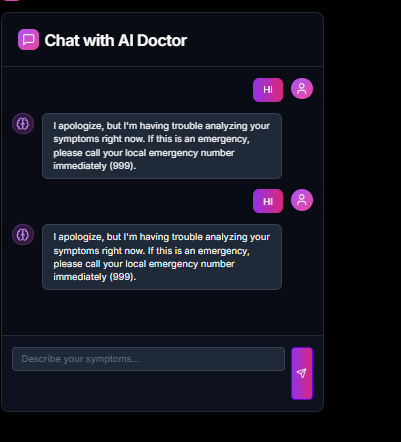 Chat with AI Doctor
HI
I apologize, but I'm having trouble analyzing your
symptoms right now. If this is an emergency,
please call your local emergency number
immediately (999).
HI
I apologize, but I'm having trouble analyzing your
symptoms right now. If this is an emergency,
please call your local emergency number
immediately (999).
Describe your symptoms...